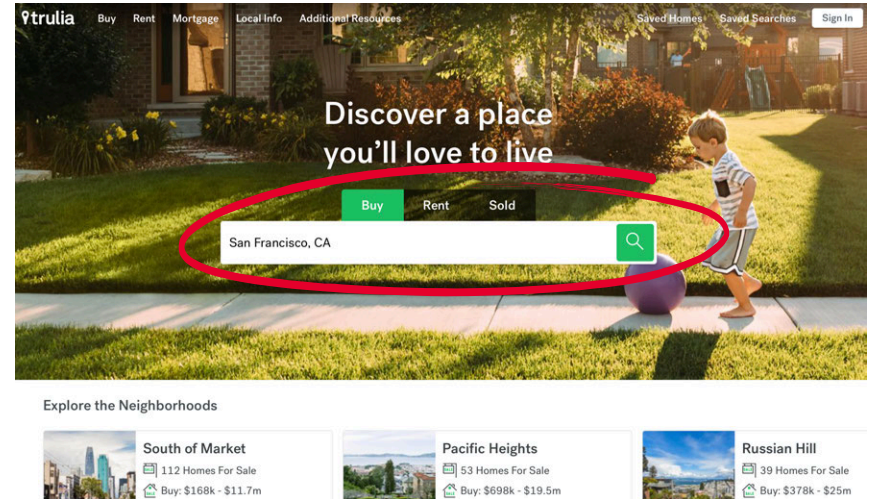 trulia Buy Rent Mortgage Local Info Additional Resources Saved Homes Saved Searches Sign In
Discover a place
you'll love to live
Buy Rent Sold
San Francisco, CA
Explore the Neighborhoods
South of Market
112 Homes For Sale
Buy: $168k - $11.7m
Pacific Heights
53 Homes For Sale
Buy: $698k - $19.5m
Russian Hill
39 Homes For Sale
Buy: $378k - $25m